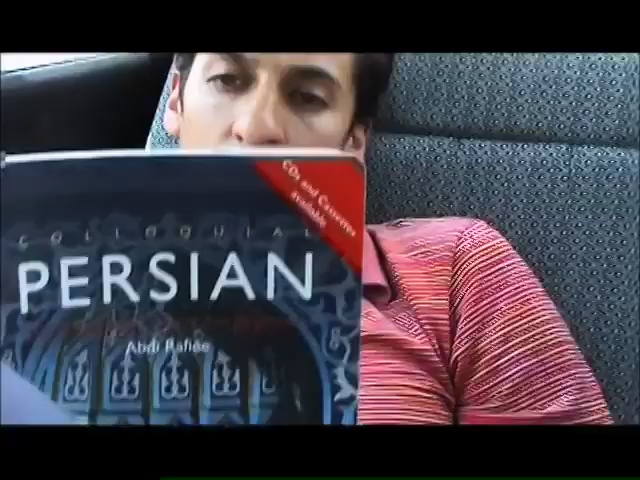 CDs and Cassettes
available
COLLOQUIAL
PERSIAN
Abdi Rafiee